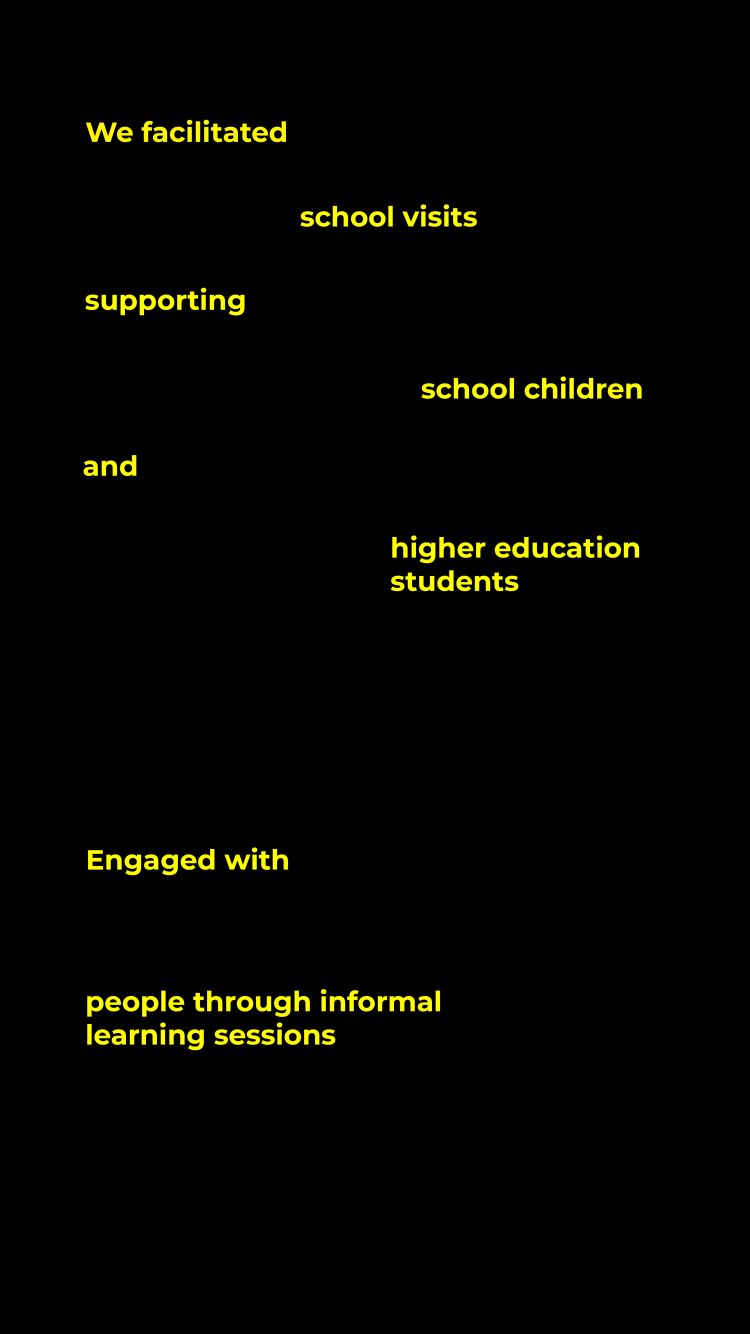 We facilitated
school visits
supporting
school children
and
higher education
students
Engaged with
people through informal
learning sessions